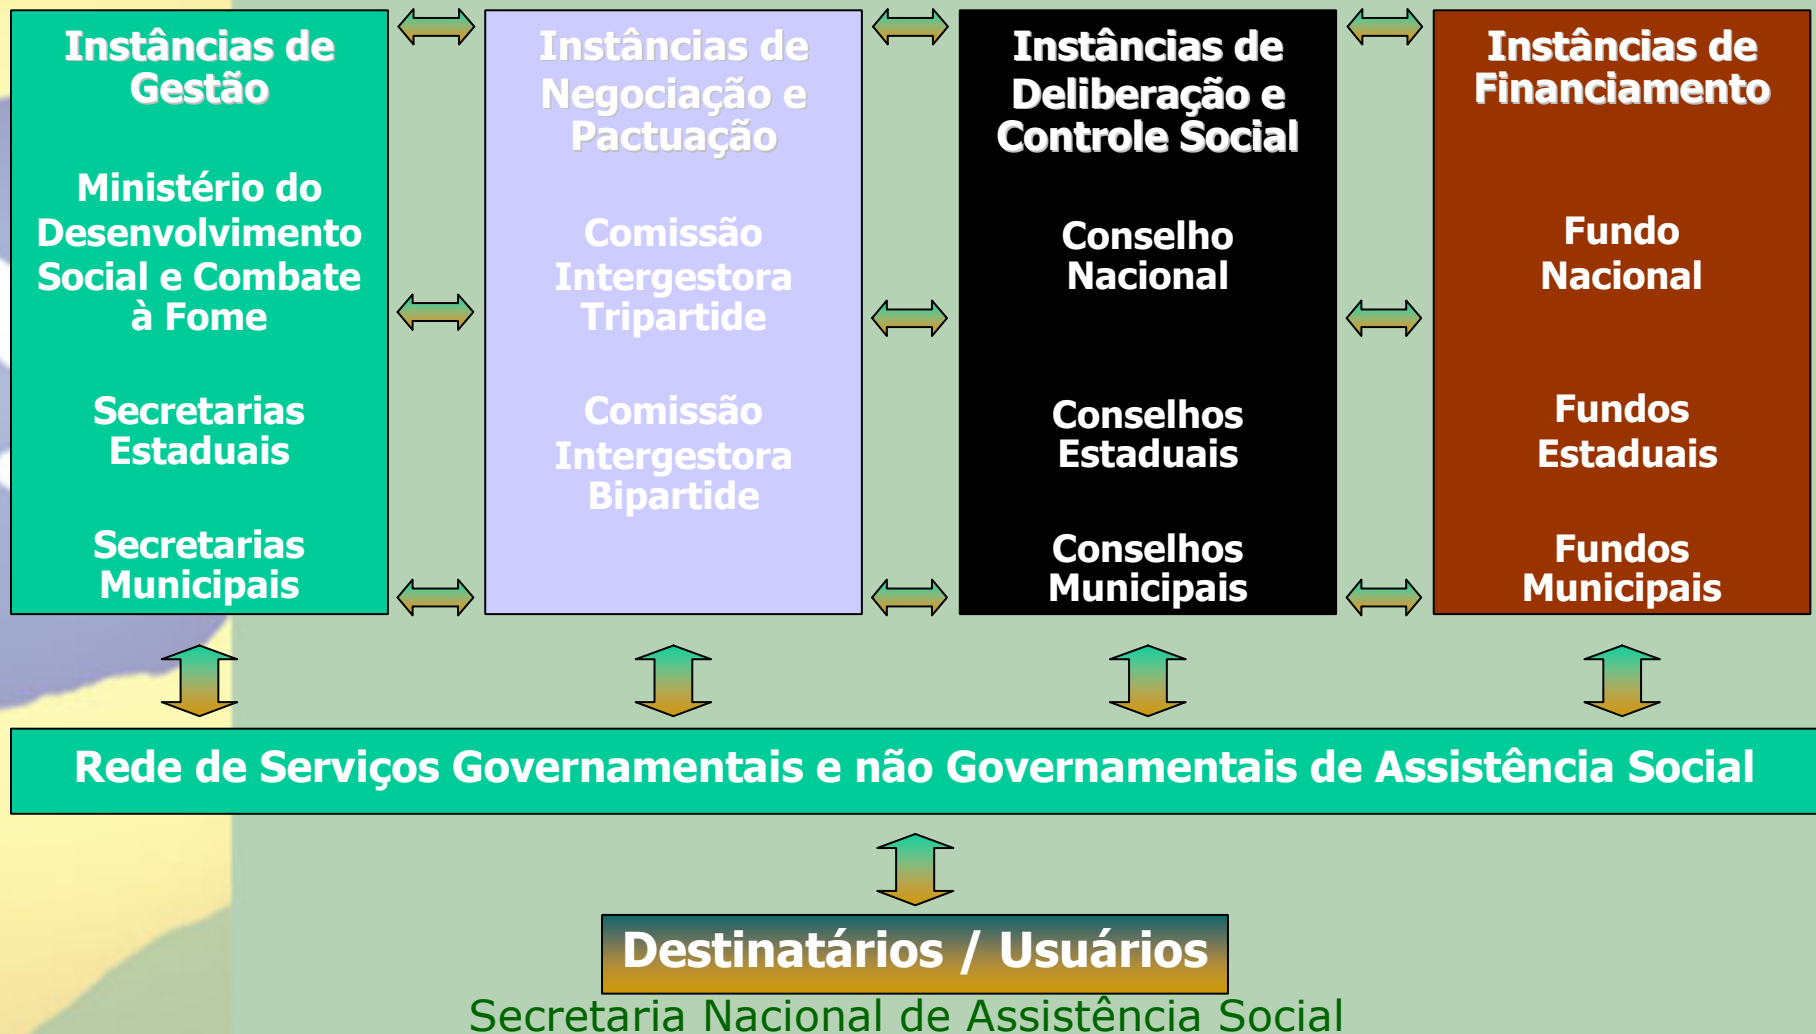 Instâncias de
Gestão
Ministério do
Desenvolvimento
Social e Combate
à Fome
Secretarias
Estaduais
Secretarias
Municipais
Instâncias de
Negociação e
Pactuação
Comissão
Intergestora
Tripartide
Comissão
Intergestora
Bipartide
Instâncias de
Deliberação e
Controle Social
Conselho
Nacional
Conselhos
Estaduais
Conselhos
Municipais
Instâncias de
Financiamento
Fundo
Nacional
Fundos
Estaduais
Fundos
Municipais
Rede de Serviços Governamentais e não Governamentais de Assistência Social
Destinatários / Usuários
Secretaria Nacional de Assistência Social